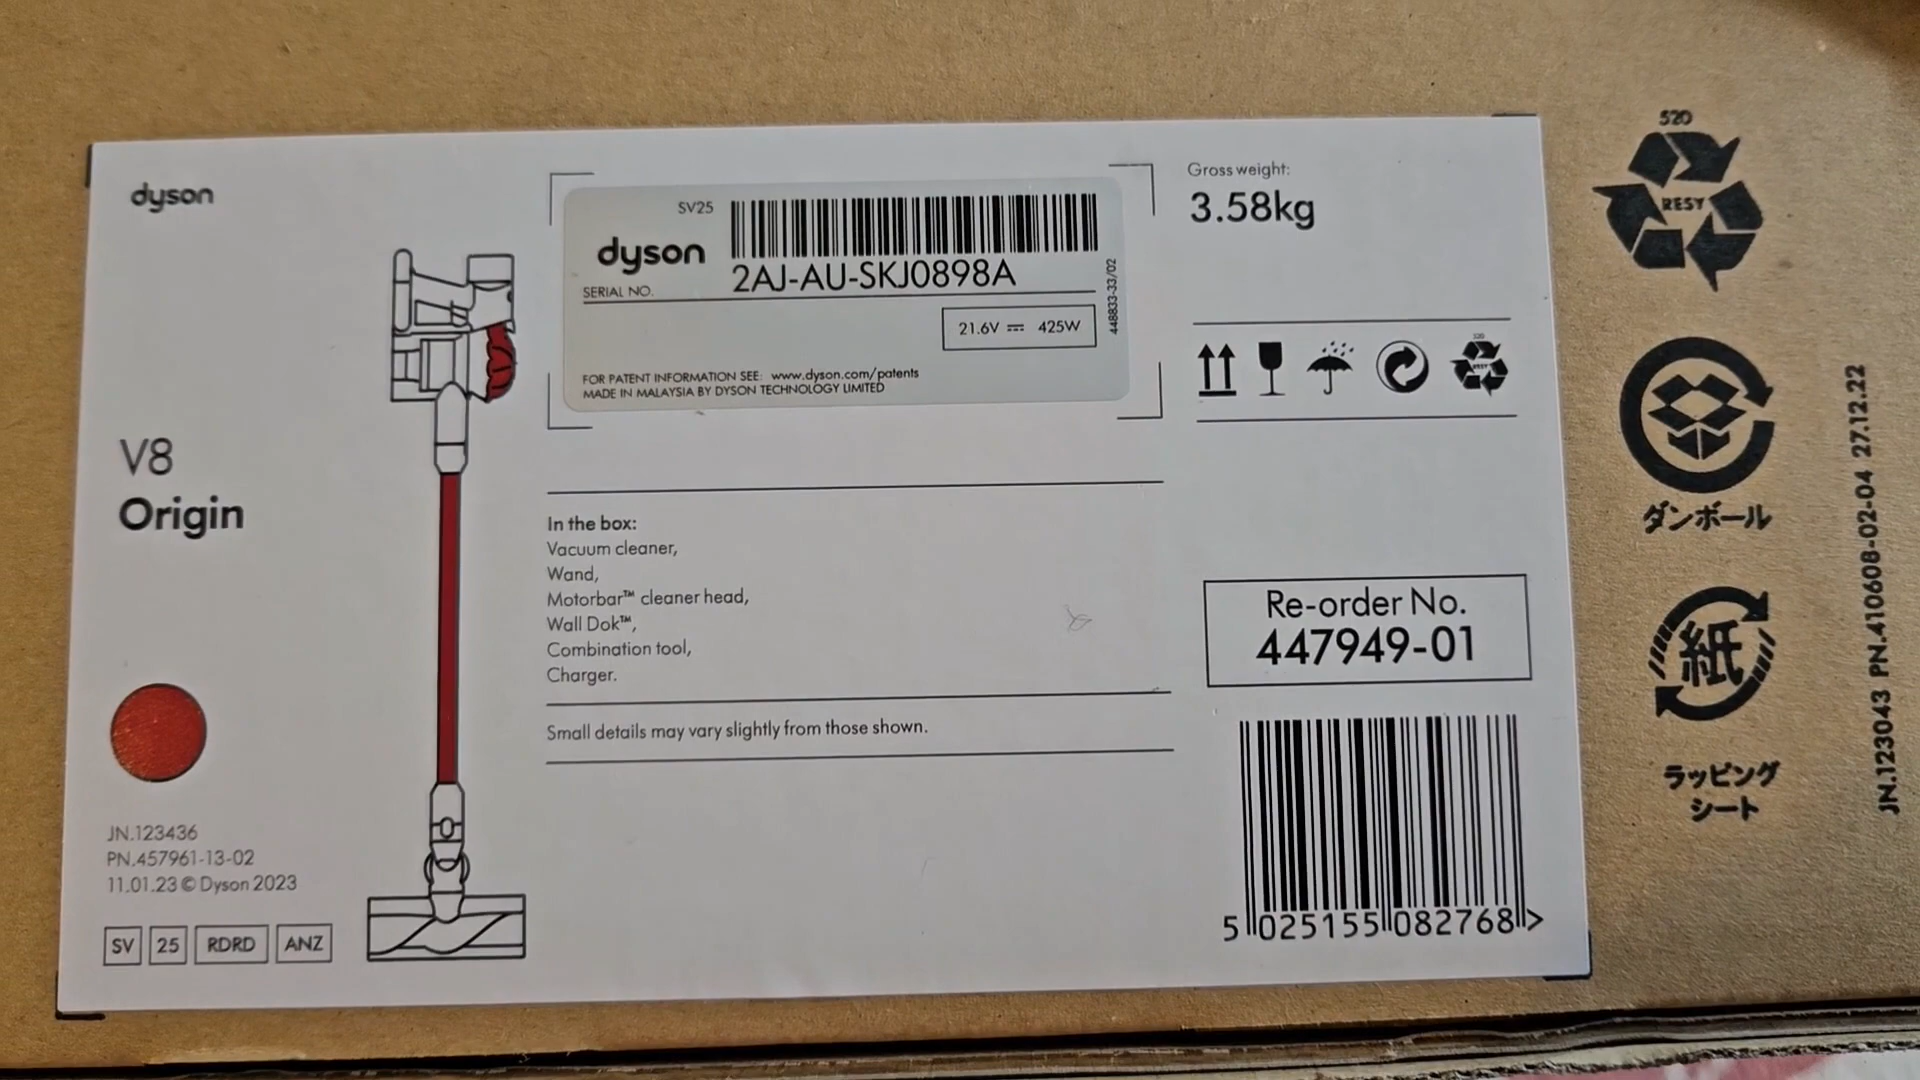 dyson
V8
Origin
JN.123436
PN.457961-13-02
11.01.23 © Dyson 2023
SV 25 RDRD ANZ
SV25
dyson
SERIAL NO.
2AJ-AU-SKJ0898A
21.6V ⎓ 425W
448833-33/02
FOR PATENT INFORMATION SEE: www.dyson.com/patents
MADE IN MALAYSIA BY DYSON TECHNOLOGY LIMITED
In the box:
Vacuum cleaner,
Wand,
Motorbar™ cleaner head,
Wall Dok™,
Combination tool,
Charger.
Small details may vary slightly from those shown.
Gross weight:
3.58kg
520
RESY
Re-order No.
447949-01
5 025155 082768 >
520
RESY
ダンボール
紙
ラッピング
シート
JN.123043 PN.410608-02-04 27.12.22